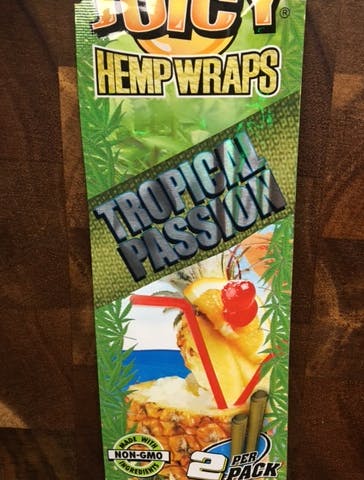 JUICY®
HEMP WRAPS
TROPICAL
PASSION
MADE WITH
NON-GMO
INGREDIENTS
2 PER
PACK